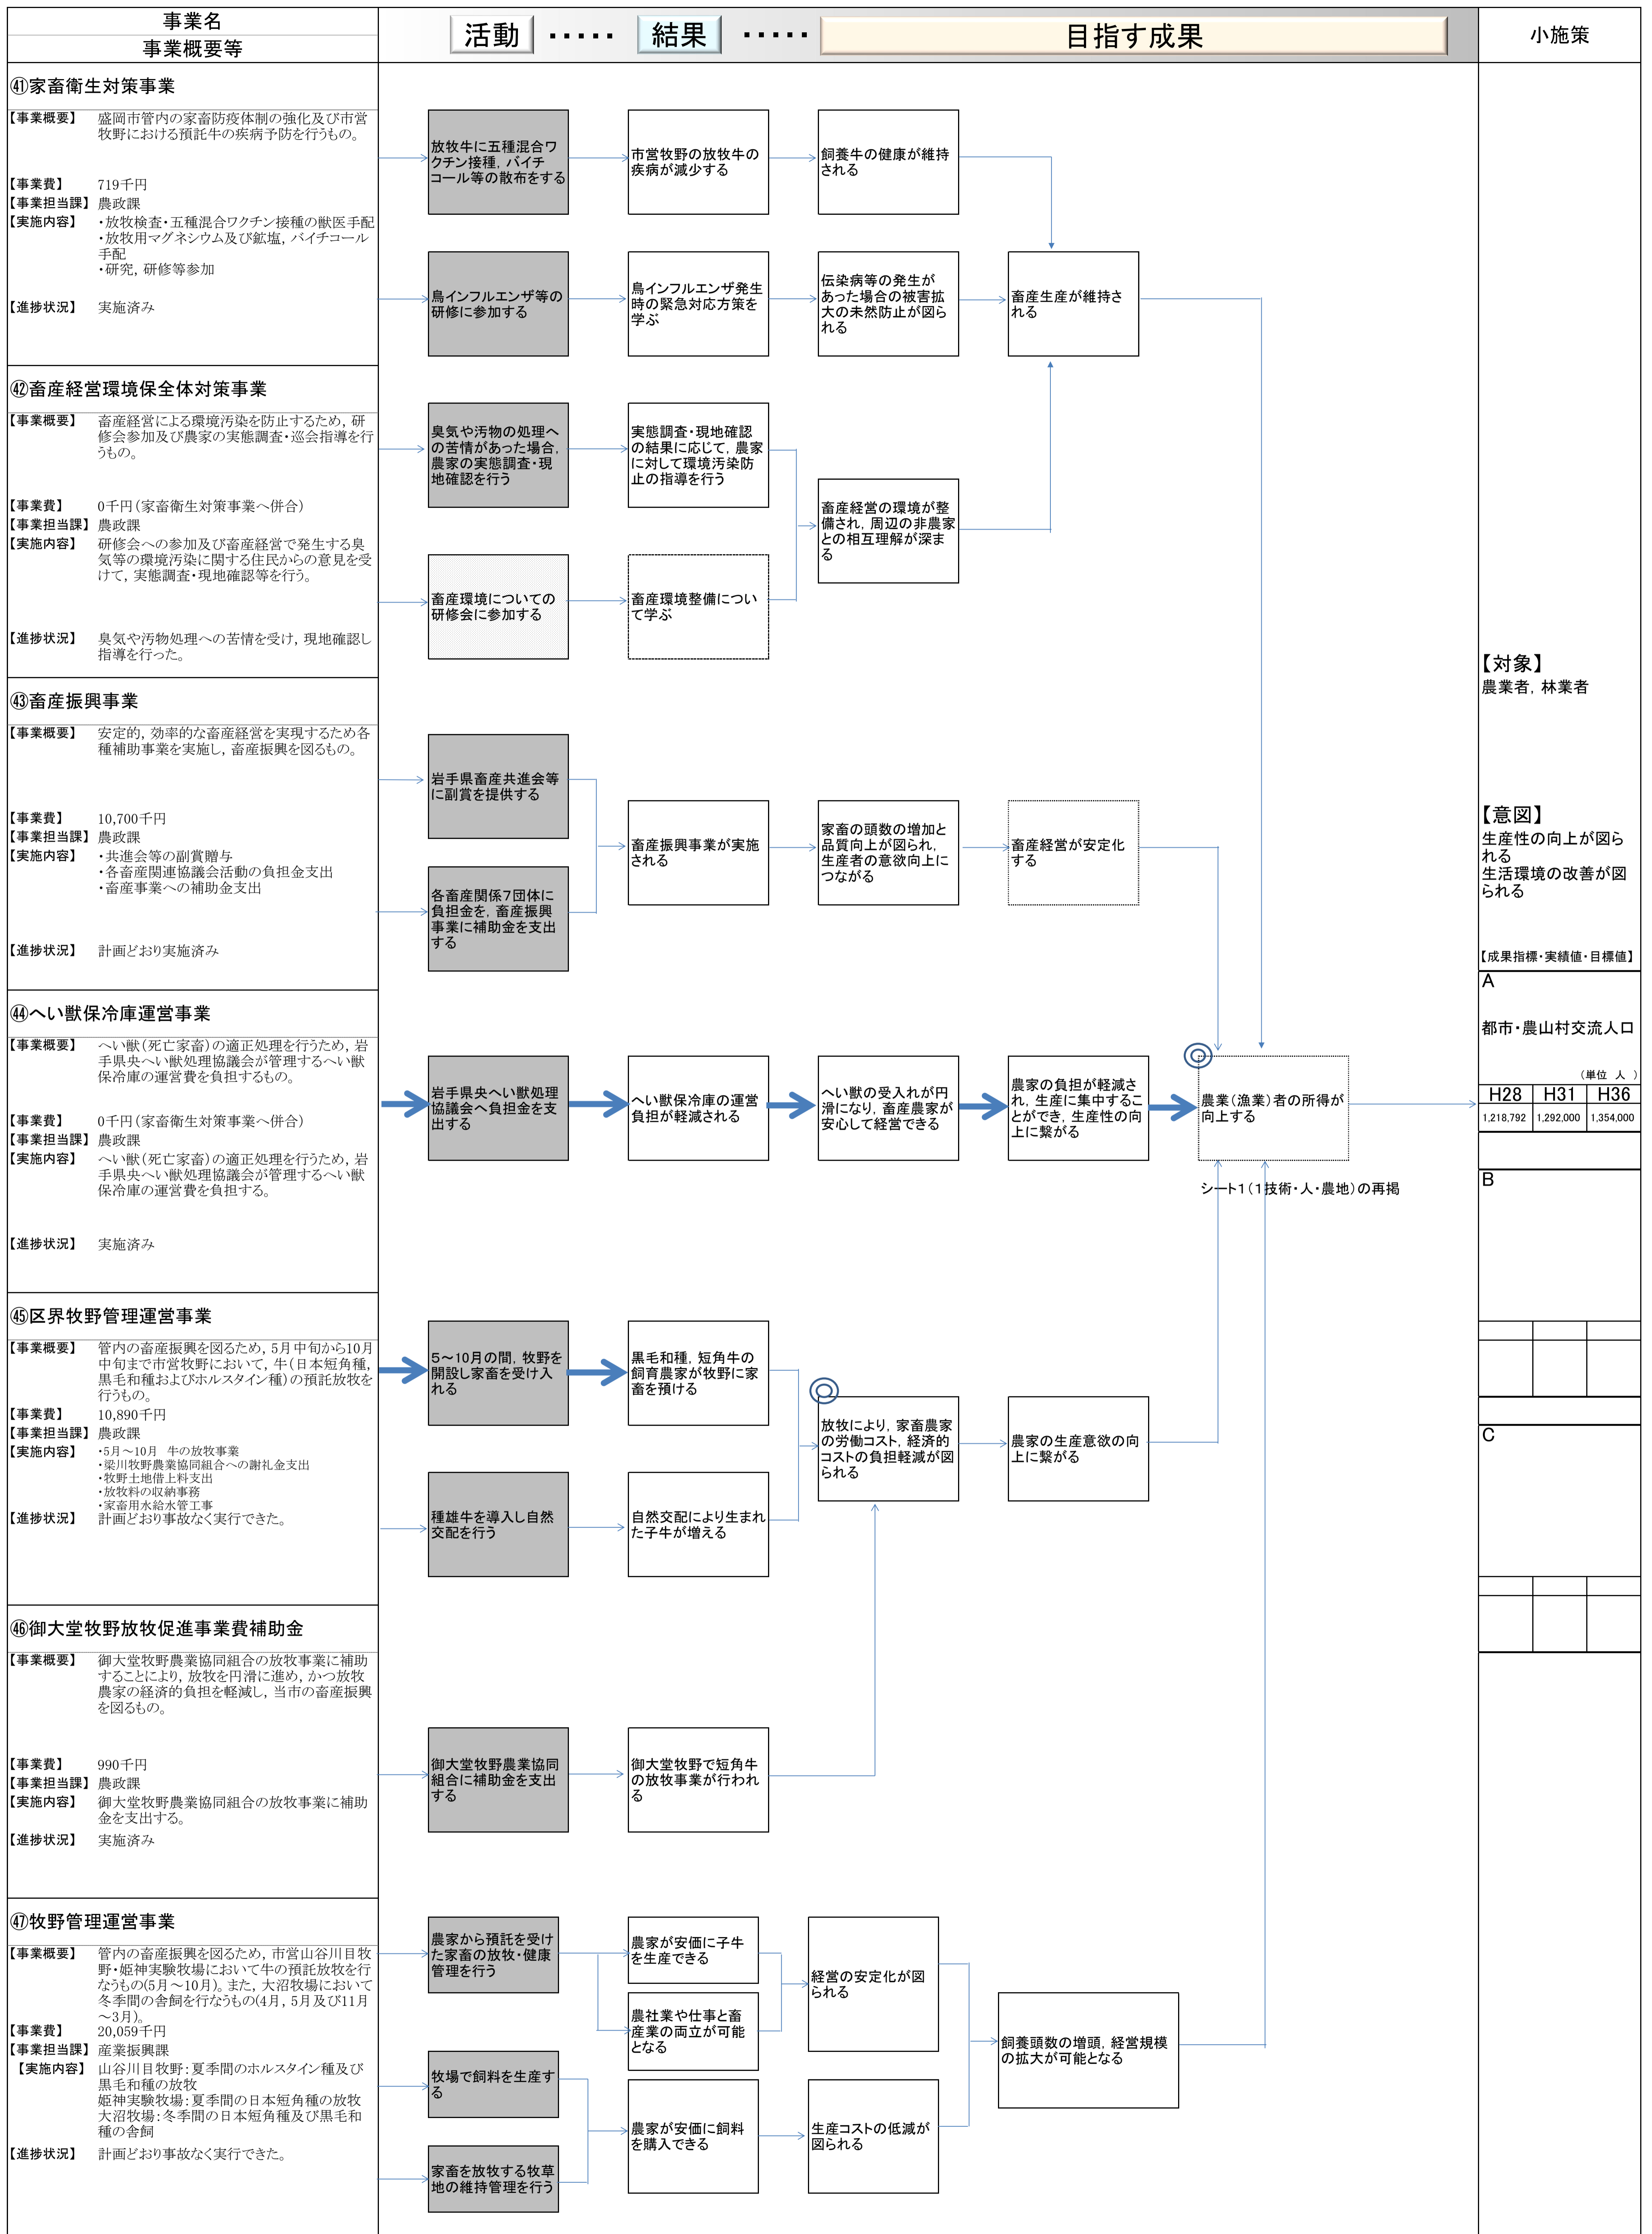 事業名
事業概要等
活動
・・・・・
結果
・・・・・
目指す成果
小施策
㊶家畜衛生対策事業
【事業概要】 盛岡市管内の家畜防疫体制の強化及び市営
牧野における預託牛の疾病予防を行うもの。
【事業費】 719千円
【事業担当課】 農政課
【実施内容】 ・放牧検査・五種混合ワクチン接種の獣医手配
・放牧用マグネシウム及び鉱塩，バイチコール
手配
・研究，研修等参加
【進捗状況】 実施済み
放牧牛に五種混合ワ
クチン接種，バイチ
コール等の散布をする
市営牧野の放牧牛の
疾病が減少する
飼養牛の健康が維持
される
鳥インフルエンザ等の
研修に参加する
鳥インフルエンザ発生
時の緊急対応方策を
学ぶ
伝染病等の発生が
あった場合の被害拡
大の未然防止が図ら
れる
畜産生産が維持さ
れる
㊷畜産経営環境保全体対策事業
【事業概要】 畜産経営による環境汚染を防止するため，研
修会参加及び農家の実態調査・巡会指導を行
うもの。
【事業費】 0千円（家畜衛生対策事業へ併合）
【事業担当課】 農政課
【実施内容】 研修会への参加及び畜産経営で発生する臭
気等の環境汚染に関する住民からの意見を受
けて，実態調査・現地確認等を行う。
【進捗状況】 臭気や汚物処理への苦情を受け，現地確認し
指導を行った。
臭気や汚物の処理へ
の苦情があった場合，
農家の実態調査・現
地確認を行う
実態調査・現地確認
の結果に応じて，農家
に対して環境汚染防
止の指導を行う
畜産経営の環境が整
備され，周辺の非農家
との相互理解が深ま
る
畜産環境についての
研修会に参加する
畜産環境整備につい
て学ぶ
㊸畜産振興事業
【事業概要】 安定的，効率的な畜産経営を実現するため各
種補助事業を実施し，畜産振興を図るもの。
【事業費】 10,700千円
【事業担当課】 農政課
【実施内容】 ・共進会等の副賞贈与
・各畜産関連協議会活動の負担金支出
・畜産事業への補助金支出
【進捗状況】 計画どおり実施済み
岩手県畜産共進会等
に副賞を提供する
各畜産関係７団体に
負担金を，畜産振興
事業に補助金を支出
する
畜産振興事業が実施
される
家畜の頭数の増加と
品質向上が図られ，
生産者の意欲向上に
つながる
畜産経営が安定化
する
㊹へい獣保冷庫運営事業
【事業概要】 へい獣（死亡家畜）の適正処理を行うため，岩
手県央へい獣処理協議会が管理するへい獣
保冷庫の運営費を負担するもの。
【事業費】 0千円（家畜衛生対策事業へ併合）
【事業担当課】 農政課
【実施内容】 へい獣（死亡家畜）の適正処理を行うため，岩
手県央へい獣処理協議会が管理するへい獣
保冷庫の運営費を負担する。
【進捗状況】 実施済み
岩手県央へい獣処理
協議会へ負担金を支
出する
へい獣保冷庫の運営
負担が軽減される
へい獣の受入れが円
滑になり，畜産農家が
安心して経営できる
農家の負担が軽減さ
れ，生産に集中するこ
とができ，生産性の向
上に繋がる
農業（漁業）者の所得が
向上する
シート１（１技術・人・農地）の再掲
㊺区界牧野管理運営事業
【事業概要】 管内の畜産振興を図るため，5月中旬から10月
中旬まで市営牧野において，牛（日本短角種，
黒毛和種およびホルスタイン種）の預託放牧を
行うもの。
【事業費】 10,890千円
【事業担当課】 農政課
【実施内容】 ・5月～10月 牛の放牧事業
・梁川牧野農業協同組合への謝礼金支出
・牧野土地借上料支出
・放牧料の収納事務
・家畜用水給水管工事
【進捗状況】 計画どおり事故なく実行できた。
５～１０月の間，牧野を
開設し家畜を受け入
れる
黒毛和種，短角牛の
飼育農家が牧野に家
畜を預ける
種雄牛を導入し自然
交配を行う
自然交配により生まれ
た子牛が増える
放牧により，家畜農家
の労働コスト，経済的
コストの負担軽減が図
られる
農家の生産意欲の向
上に繋がる
㊻御大堂牧野放牧促進事業費補助金
【事業概要】 御大堂牧野農業協同組合の放牧事業に補助
することにより，放牧を円滑に進め，かつ放牧
農家の経済的負担を軽減し，当市の畜産振興
を図るもの。
【事業費】 990千円
【事業担当課】 農政課
【実施内容】 御大堂牧野農業協同組合の放牧事業に補助
金を支出する。
【進捗状況】 実施済み
御大堂牧野農業協同
組合に補助金を支出
する
御大堂牧野で短角牛
の放牧事業が行われ
る
㊼牧野管理運営事業
【事業概要】 管内の畜産振興を図るため，市営山谷川目牧
野・姫神実験牧場において牛の預託放牧を行
なうもの(5月～10月)。また，大沼牧場において
冬季間の舎飼を行なうもの(4月，5月及び11月
～3月)。
【事業費】 20,059千円
【事業担当課】 産業振興課
【実施内容】 山谷川目牧野：夏季間のホルスタイン種及び
黒毛和種の放牧
姫神実験牧場：夏季間の日本短角種の放牧
大沼牧場：冬季間の日本短角種及び黒毛和
種の舎飼
【進捗状況】 計画どおり事故なく実行できた。
農家から預託を受け
た家畜の放牧・健康
管理を行う
農家が安価に子牛
を生産できる
農社業や仕事と畜
産業の両立が可能
となる
経営の安定化が図
られる
牧場で飼料を生産す
る
家畜を放牧する牧草
地の維持管理を行う
農家が安価に飼料
を購入できる
生産コストの低減が
図られる
飼養頭数の増頭，経営規模
の拡大が可能となる
【対象】
農業者，林業者
【意図】
生産性の向上が図ら
れる
生活環境の改善が図
られる
【成果指標・実績値・目標値】
A
都市・農山村交流人口
（単位 人 ）
H28 H31 H36
1,218,792 1,292,000 1,354,000
B
C